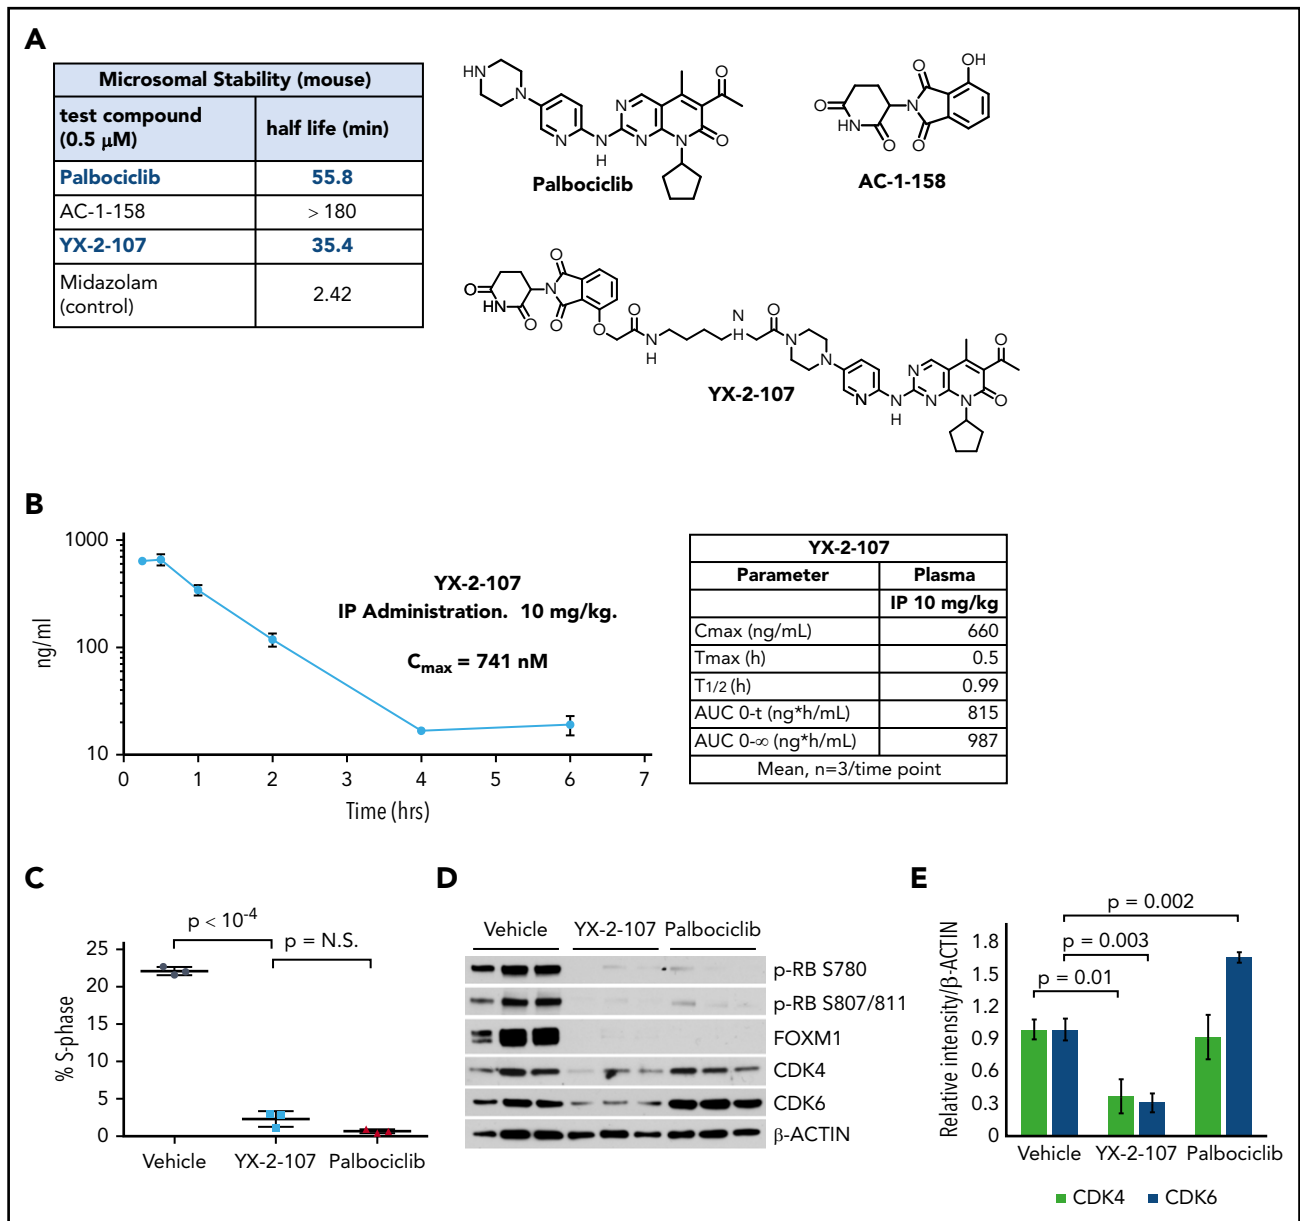 A
Microsomal Stability (mouse)
test compound (0.5 μM) half life (min)
Palbociclib 55.8
AC-1-158 > 180
YX-2-107 35.4
Midazolam (control) 2.42
HN
N
N
N
H
N
N
N
O
O
Palbociclib
O
NH
O
N
O
O
OH
AC-1-158
O
NH
O
N
O
O
O
O
N
H
N
H
O
N
N
N
N
H
N
N
N
O
O
YX-2-107
B
ng/ml
1000
100
10
0 1 2 3 4 5 6 7
Time (hrs)
YX-2-107
IP Administration. 10 mg/kg.
Cmax = 741 nM
YX-2-107
Parameter Plasma
IP 10 mg/kg
Cmax (ng/mL) 660
Tmax (h) 0.5
T1/2 (h) 0.99
AUC 0-t (ng*h/mL) 815
AUC 0-∞ (ng*h/mL) 987
Mean, n=3/time point
C
p < 10-4
p = N.S.
% S-phase
25
20
15
10
5
0
Vehicle YX-2-107 Palbociclib
D
Vehicle YX-2-107 Palbociclib
p-RB S780
p-RB S807/811
FOXM1
CDK4
CDK6
β-ACTIN
E
p = 0.002
p = 0.003
p = 0.01
Relative intensity/β-ACTIN
1.8
1.5
1.2
0.9
0.6
0.3
0
Vehicle YX-2-107 Palbociclib
CDK4 CDK6